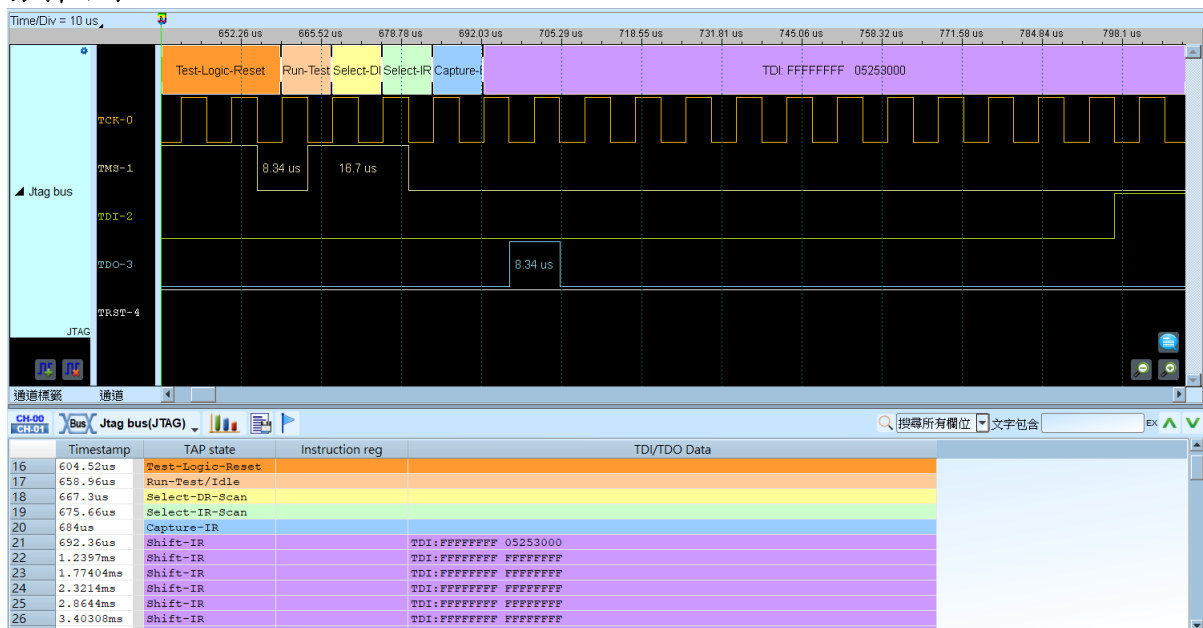 Time/Div = 10 us
652.26 us 665.52 us 678.78 us 692.03 us 705.29 us 718.55 us 731.81 us 745.06 us 758.32 us 771.58 us 784.84 us 798.1 us
Test-Logic-Reset Run-Test Select-DI Select-IR Capture-I TDI: FFFFFFFF 05253000
TCK-0
TMS-1 8.34 us 16.7 us
Jtag bus
TDI-2
TDO-3 8.34 us
TRST-4
JTAG
通道標籤 通道
CH-00
CH-01
Bus Jtag bus(JTAG) 搜尋所有欄位 文字包含 EX
Timestamp TAP state Instruction reg TDI/TDO Data
16 604.52us Test-Logic-Reset
17 658.96us Run-Test/Idle
18 667.3us Select-DR-Scan
19 675.66us Select-IR-Scan
20 684us Capture-IR
21 692.36us Shift-IR TDI:FFFFFFFF 05253000
22 1.2397ms Shift-IR TDI:FFFFFFFF FFFFFFFF
23 1.77404ms Shift-IR TDI:FFFFFFFF FFFFFFFF
24 2.3214ms Shift-IR TDI:FFFFFFFF FFFFFFFF
25 2.8644ms Shift-IR TDI:FFFFFFFF FFFFFFFF
26 3.40308ms Shift-IR TDI:FFFFFFFF FFFFFFFF